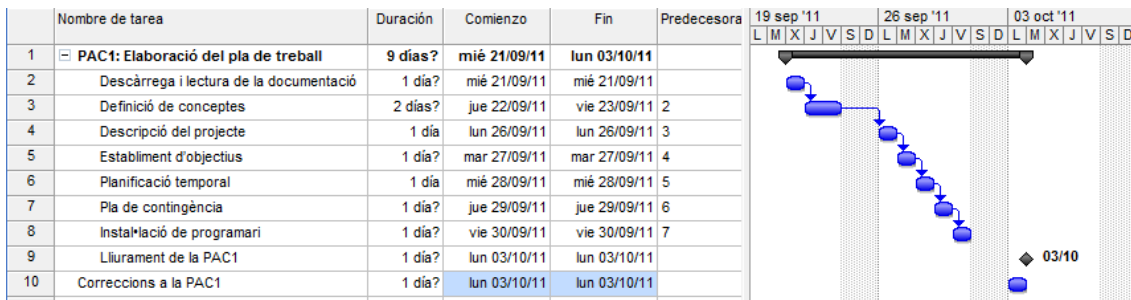 Nombre de tarea Duración Comienzo Fin Predecesora 19 sep '11 26 sep '11 03 oct '11
L M X J V S D L M X J V S D L M X J V S D
1 PAC1: Elaboració del pla de treball 9 días? mié 21/09/11 lun 03/10/11
2 Descàrrega i lectura de la documentació 1 día? mié 21/09/11 mié 21/09/11
3 Definició de conceptes 2 días? jue 22/09/11 vie 23/09/11 2
4 Descripció del projecte 1 día lun 26/09/11 lun 26/09/11 3
5 Establiment d'objectius 1 día? mar 27/09/11 mar 27/09/11 4
6 Planificació temporal 1 día mié 28/09/11 mié 28/09/11 5
7 Pla de contingència 1 día? jue 29/09/11 jue 29/09/11 6
8 Instal•lació de programari 1 día? vie 30/09/11 vie 30/09/11 7
9 Lliurament de la PAC1 1 día? lun 03/10/11 lun 03/10/11 03/10
10 Correccions a la PAC1 1 día? lun 03/10/11 lun 03/10/11